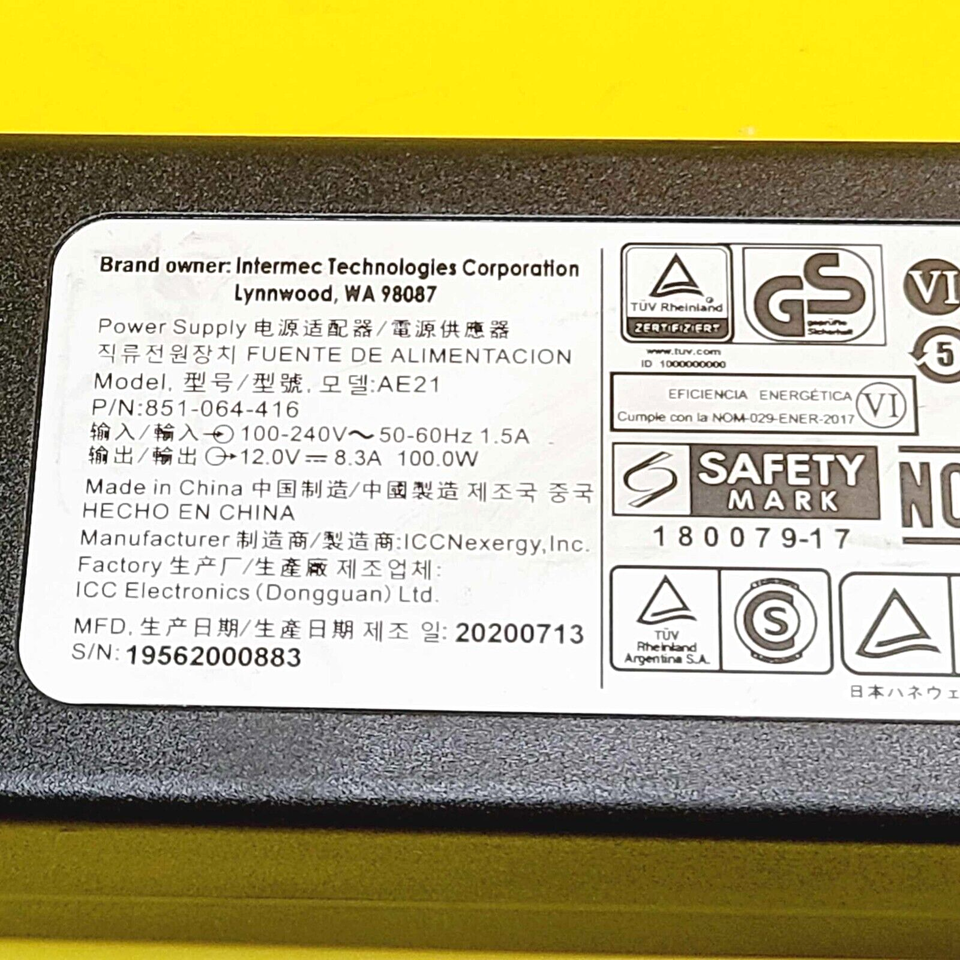 Brand owner: Intermec Technologies Corporation
Lynnwood, WA 98087
Power Supply 电源适配器/電源供應器
직류전원장치 FUENTE DE ALIMENTACION
Model, 型号/型號, 모델:AE21
P/N:851-064-416
输入/輸入 100-240V～50-60Hz 1.5A
输出/輸出 12.0V⎓8.3A 100.0W
Made in China 中国制造/中國製造 제조국 중국
HECHO EN CHINA
Manufacturer 制造商/製造商:ICCNexergy,Inc.
Factory 生产厂/生產廠 제조업체:
ICC Electronics (Dongguan) Ltd.
MFD, 生产日期/生產日期 제조 일: 20200713
S/N: 19562000883
TÜV Rheinland
ZERTIFIZIERT
GS
geprüfte
Sicherheit
VI
www.tuv.com
ID 1000000000
5
EFICIENCIA ENERGÉTICA
Cumple con la NOM-029-ENER-2017
VI
S
SAFETY
MARK
NO
180079-17
TÜV
Rheinland
Argentina S.A.
S
日本ハネウェ